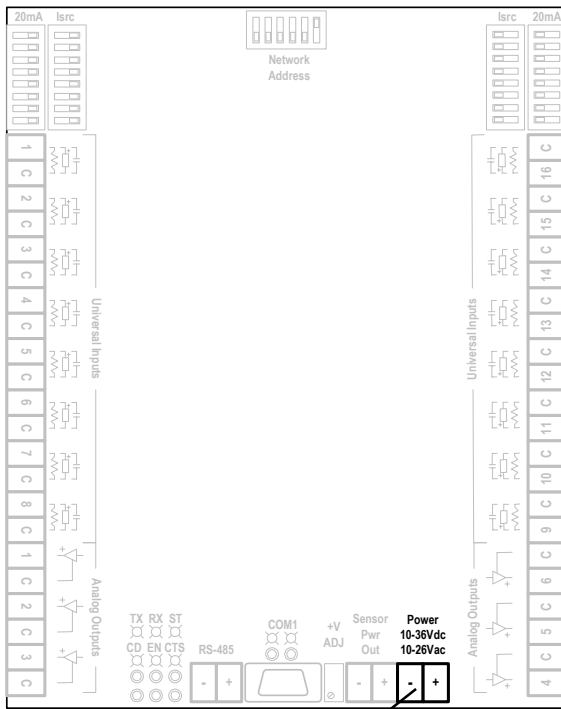 20mA Isrc
Isrc 20mA
Network
Address
1
C
2
C
3
C
4
C
5
C
6
C
7
C
8
C
1
C
2
C
3
C
Universal Inputs
Analog Outputs
Universal Inputs
Analog Outputs
C
16
C
15
C
14
C
13
C
12
C
11
C
10
C
9
C
6
C
5
C
4
TX RX ST
CD EN CTS
RS-485
- +
COM1
+V
ADJ
Sensor
Pwr
Out
- +
Power
10-36Vdc
10-26Vac
- +